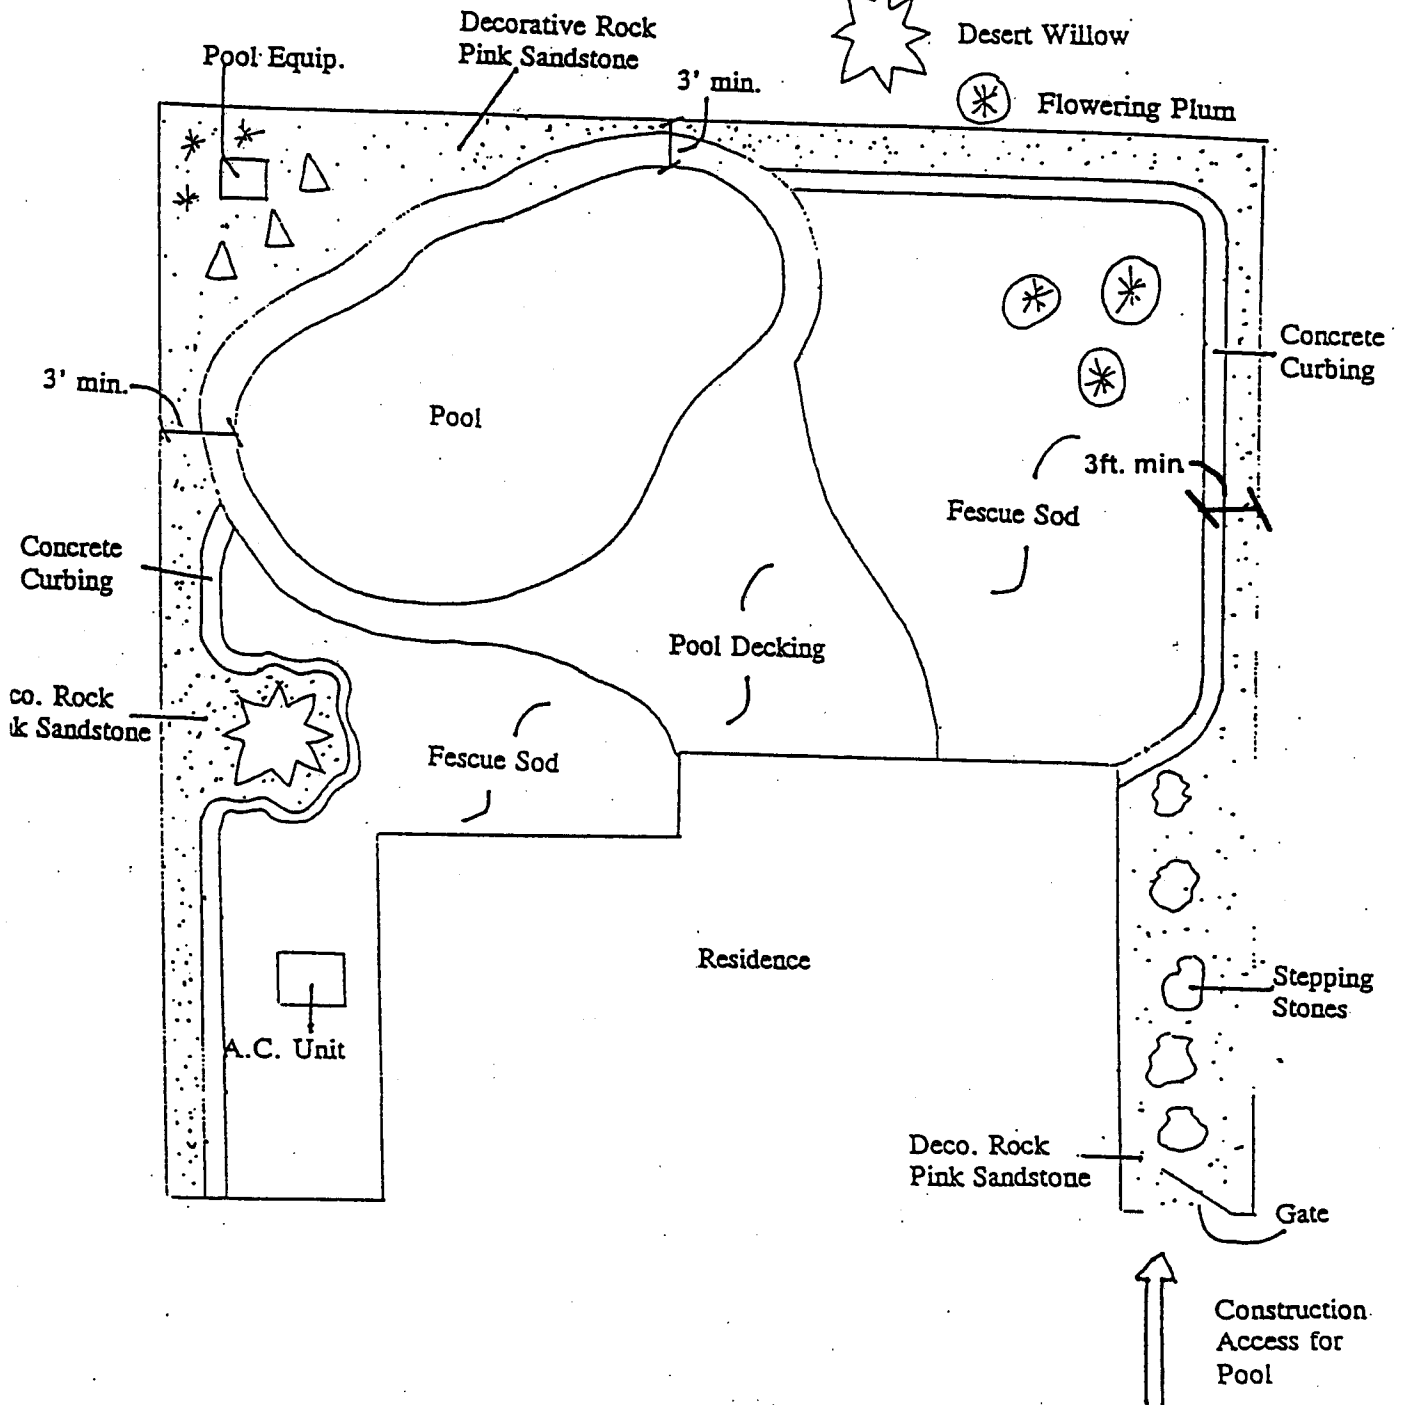 Decorative Rock
Pink Sandstone
Pool Equip.
3' min.
Desert Willow
Flowering Plum
Concrete
Curbing
3' min.
Pool
3ft. min
Fescue Sod
Concrete
Curbing
Pool Decking
co. Rock
Sandstone
Fescue Sod
Residence
Stepping
Stones
A.C. Unit
Deco. Rock
Pink Sandstone
Gate
Construction
Access for
Pool